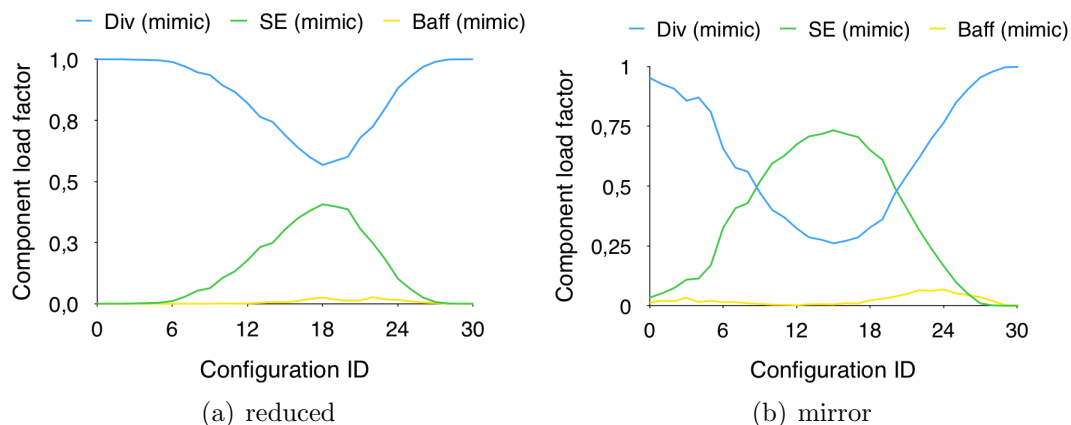 Div (mimic) SE (mimic) Baff (mimic)
Component load factor
1,0
0,8
0,5
0,3
0,0
0 6 12 18 24 30
Configuration ID
(a) reduced
Div (mimic) SE (mimic) Baff (mimic)
Component load factor
1
0,75
0,5
0,25
0
0 6 12 18 24 30
Configuration ID
(b) mirror